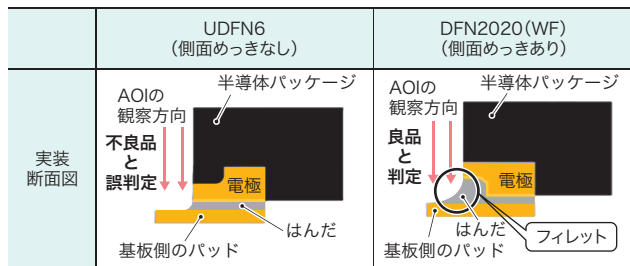 UDFN6
（側面めっきなし）
DFN2020（WF）
（側面めっきあり）
実装
断面図
AOIの
観察方向
半導体パッケージ
不良品
と
誤判定
電極
はんだ
基板側のパッド
AOIの
観察方向
半導体パッケージ
良品
と
判定
電極
はんだ
フィレット
基板側のパッド